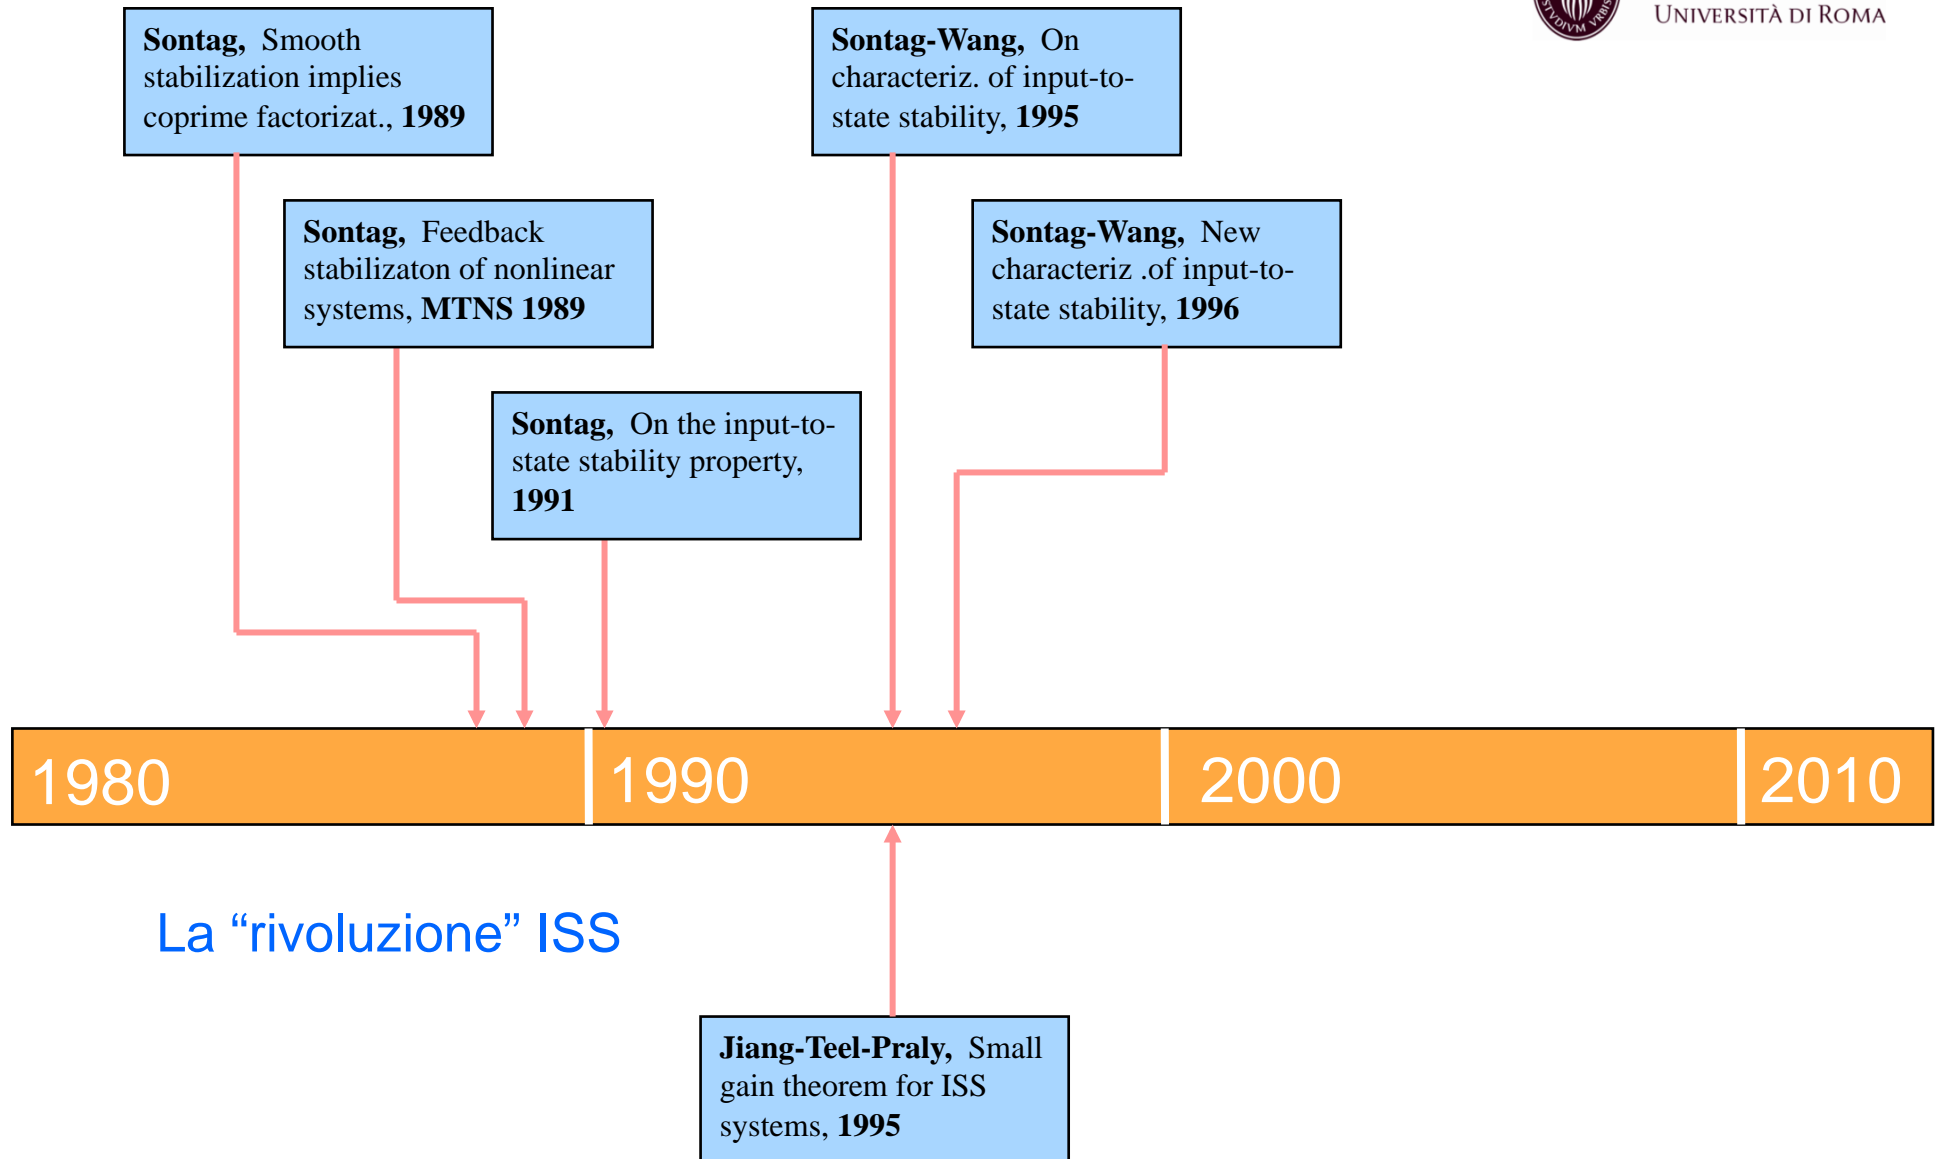 STVDIVM VRBIS
UNIVERSITÀ DI ROMA
Sontag, Smooth
stabilization implies
coprime factorizat., 1989
Sontag-Wang, On
characteriz. of input-to-
state stability, 1995
Sontag, Feedback
stabilizaton of nonlinear
systems, MTNS 1989
Sontag-Wang, New
characteriz .of input-to-
state stability, 1996
Sontag, On the input-to-
state stability property,
1991
1980
1990
2000
2010
La “rivoluzione” ISS
Jiang-Teel-Praly, Small
gain theorem for ISS
systems, 1995